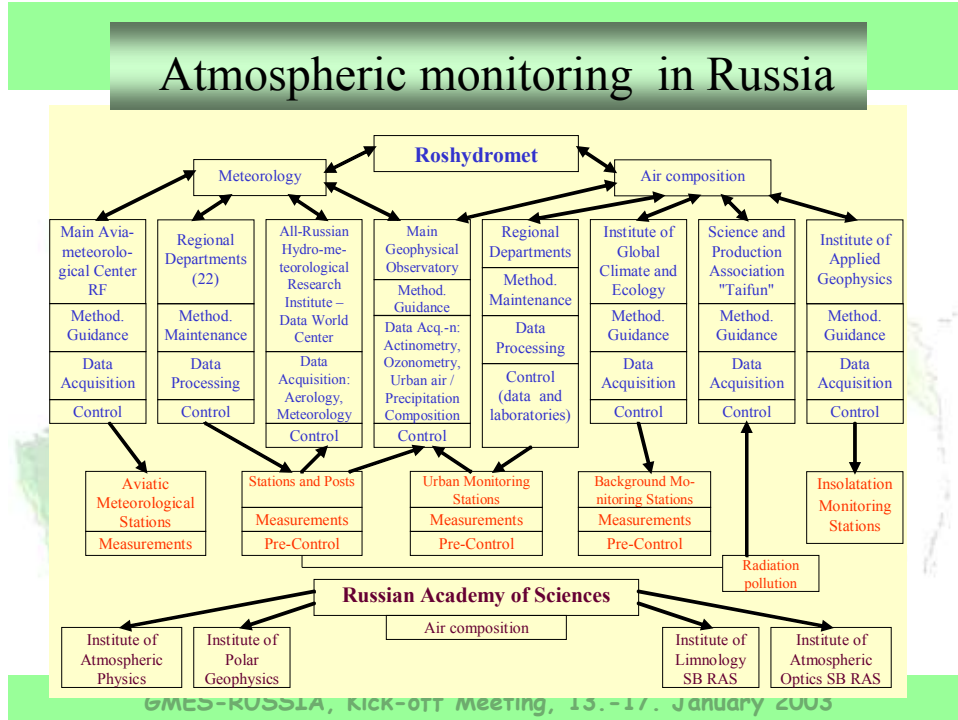 Atmospheric monitoring in Russia
Roshydromet
Meteorology
Air composition
Main Avia-
meteorolo-
gical Center
RF
Method.
Guidance
Data
Acquisition
Control
Regional
Departments
(22)
Method.
Maintenance
Data
Processing
Control
All-Russian
Hydro-me-
teorological
Research
Institute –
Data World
Center
Data
Acquisition:
Aerology,
Meteorology
Control
Main
Geophysical
Observatory
Method.
Guidance
Data Acq.-n:
Actinometry,
Ozonometry,
Urban air /
Precipitation
Composition
Control
Regional
Departments
Method.
Maintenance
Data
Processing
Control
(data and
laboratories)
Institute of
Global
Climate and
Ecology
Method.
Guidance
Data
Acquisition
Control
Science and
Production
Association
"Taifun"
Method.
Guidance
Data
Acquisition
Control
Institute of
Applied
Geophysics
Method.
Guidance
Data
Acquisition
Control
Aviatic
Meteorological
Stations
Measurements
Stations and Posts
Measurements
Pre-Control
Urban Monitoring
Stations
Measurements
Pre-Control
Background Mo-
nitoring Stations
Measurements
Pre-Control
Insolatation
Monitoring
Stations
Radiation
pollution
Russian Academy of Sciences
Air composition
Institute of
Atmospheric
Physics
Institute of
Polar
Geophysics
Institute of
Limnology
SB RAS
Institute of
Atmospheric
Optics SB RAS
GMES-RUSSIA, Kick-off Meeting, 13.-17. January 2003